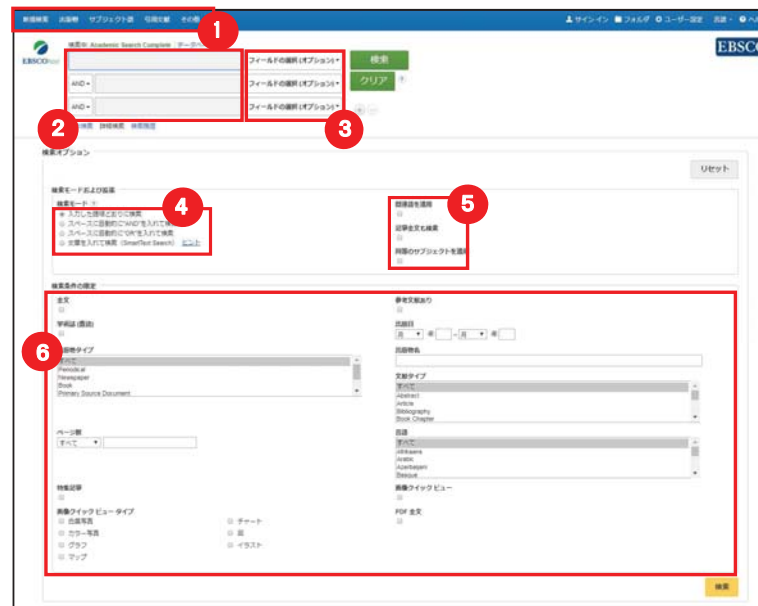 新規検索 出版物 サブジェクト語 引用文献 その他
1
サインイン フォルダ ユーザー設定 言語
EBSCO
検索中: Academic Search Complete データベ
EBSCOhost
フィールドの選択 (オプション)
検索
AND
フィールドの選択 (オプション)
クリア
AND
フィールドの選択 (オプション)
2
検索 詳細検索 検索履歴
3
検索オプション
リセット
検索モードおよび拡張
検索モード
4
入力した語順どおりに検索
スペースに自動的に"AND"を入れて検
スペースに自動的に"OR"を入れて検索
文章を入れて検索 (SmartText Search) ヒント
関連語を適用
5
記事全文も検索
同等のサブジェクトを適用
検索条件の限定
6
全文
参考文献あり
学術誌 (査読)
出版日
月 年 - 月 年
出版物タイプ
すべて
Periodical
Newspaper
Book
Primary Source Document
出版物名
文献タイプ
すべて
Abstract
Article
Bibliography
Book Chapter
ページ数
すべて
言語
すべて
Afrikaans
Arabic
Azerbaijani
Basque
特集記事
画像クイック ビュー
画像クイック ビュー タイプ
白黒写真
チャート
カラー写真
図
グラフ
イラスト
マップ
PDF 全文
検索